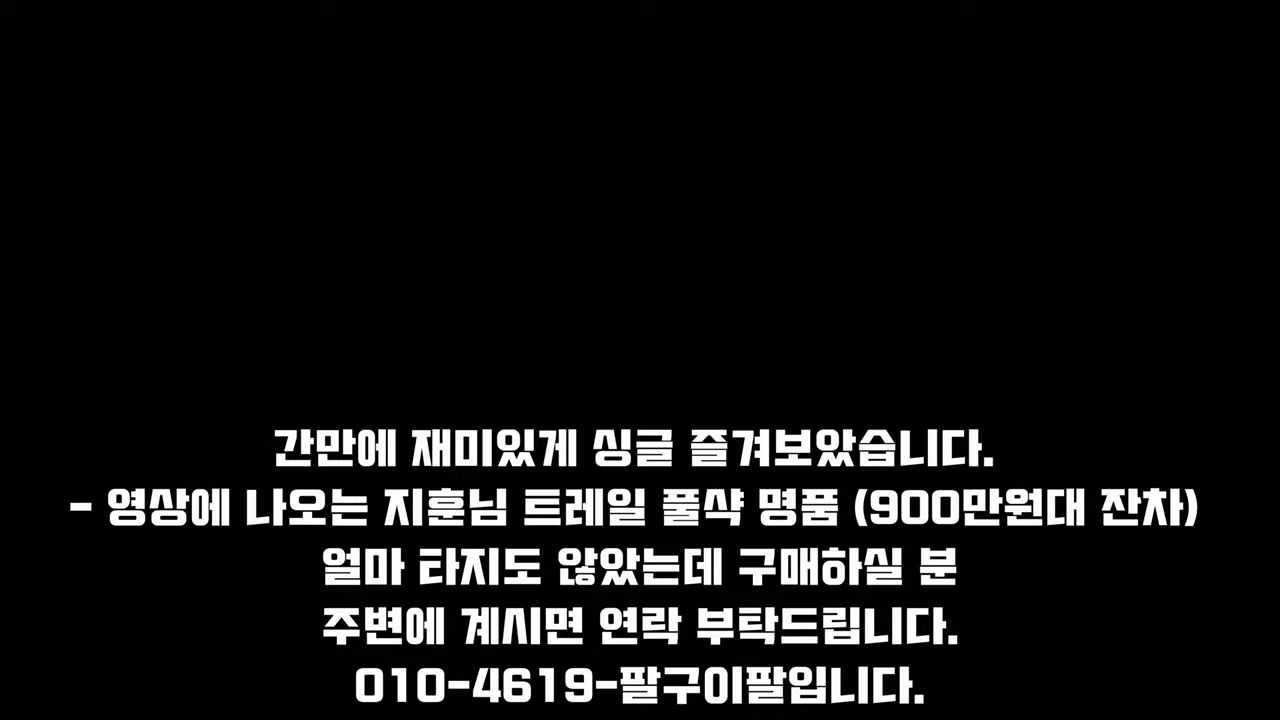 간만에 재미있게 싱글 즐겨보았습니다.
- 영상에 나오는 지훈님 트레일 풀샥 명품 (900만원대 잔차)
얼마 타지도 않았는데 구매하실 분
주변에 계시면 연락 부탁드립니다.
010-4619-팔구이팔입니다.